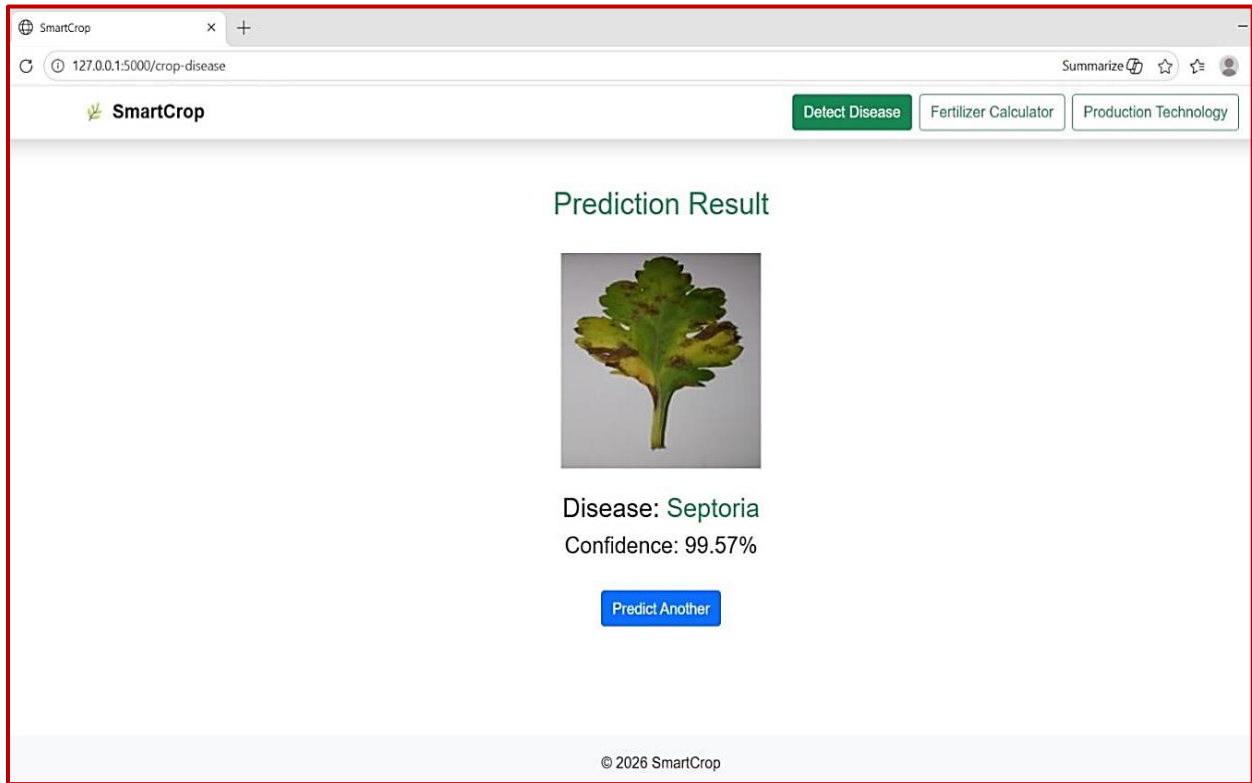 SmartCrop
127.0.0.1:5000/crop-disease
Summarize
SmartCrop
Detect Disease
Fertilizer Calculator
Production Technology
Prediction Result
Disease: Septoria
Confidence: 99.57%
Predict Another
© 2026 SmartCrop